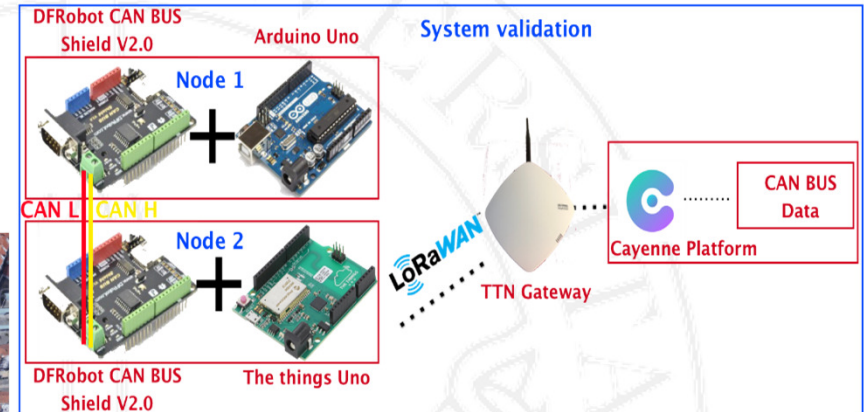 DFRobot CAN BUS
Shield V2.0
Arduino Uno
System validation
Node 1
CAN L
CAN H
Node 2
LoRaWAN
TTN Gateway
Cayenne Platform
CAN BUS
Data
DFRobot CAN BUS
Shield V2.0
The things Uno